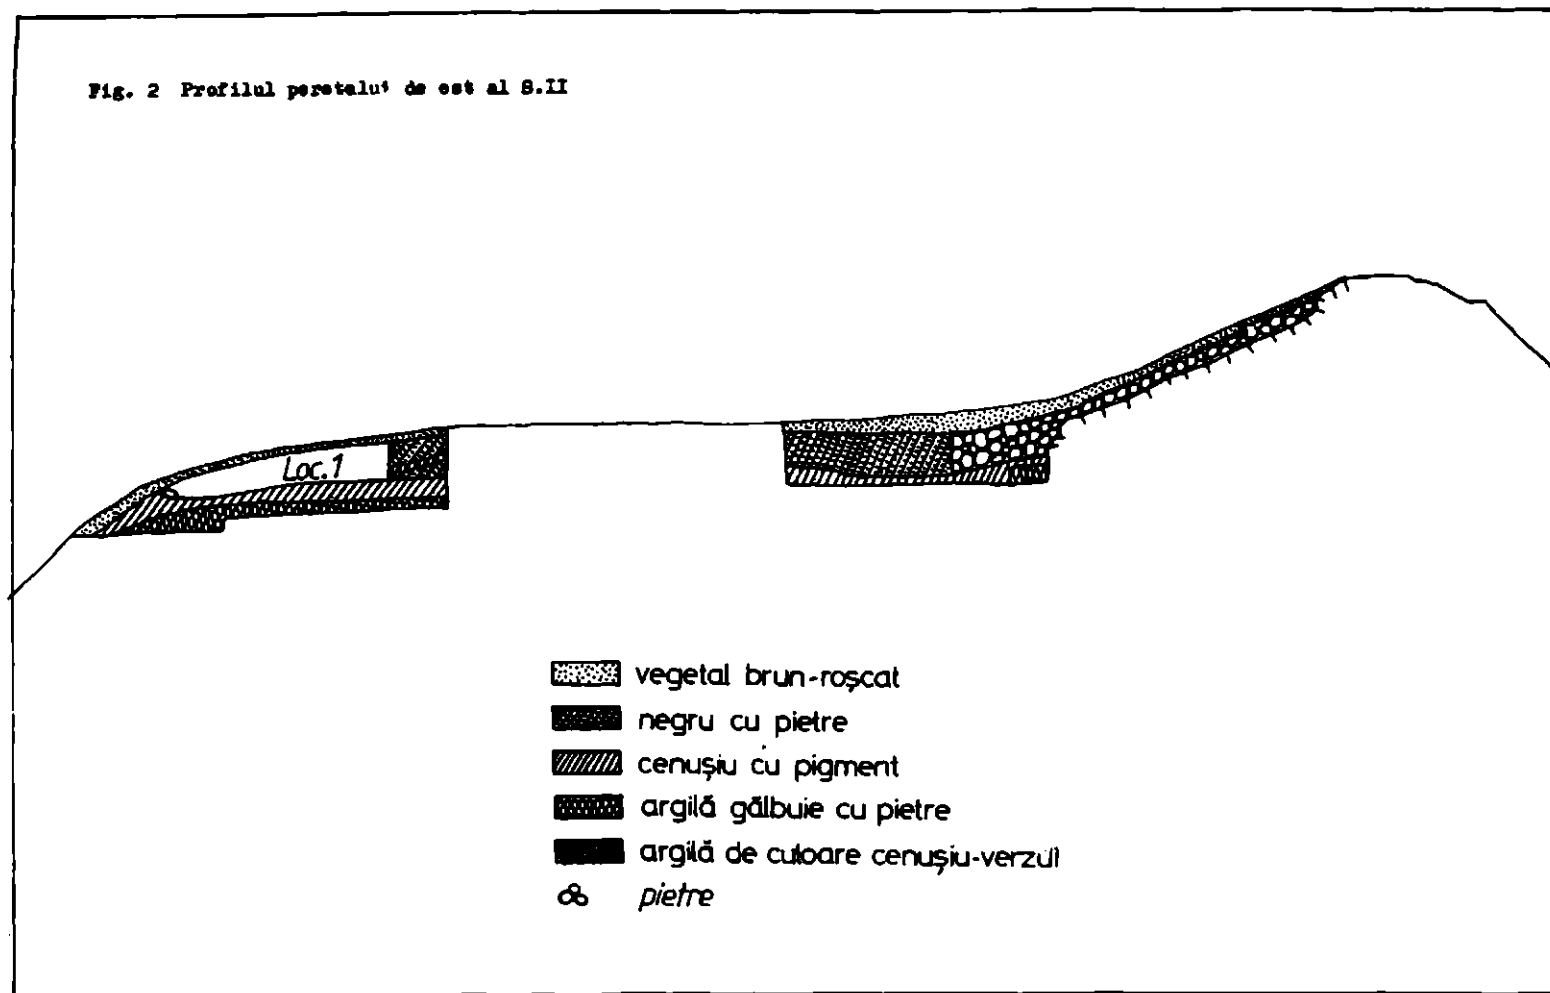 Fig. 2 Profilul peretelui de est al S.II
Loc.1
vegetal brun-roșcat
negru cu pietre
cenușiu cu pigment
argilă gălbuie cu pietre
argilă de culoare cenușiu-verzui
pietre